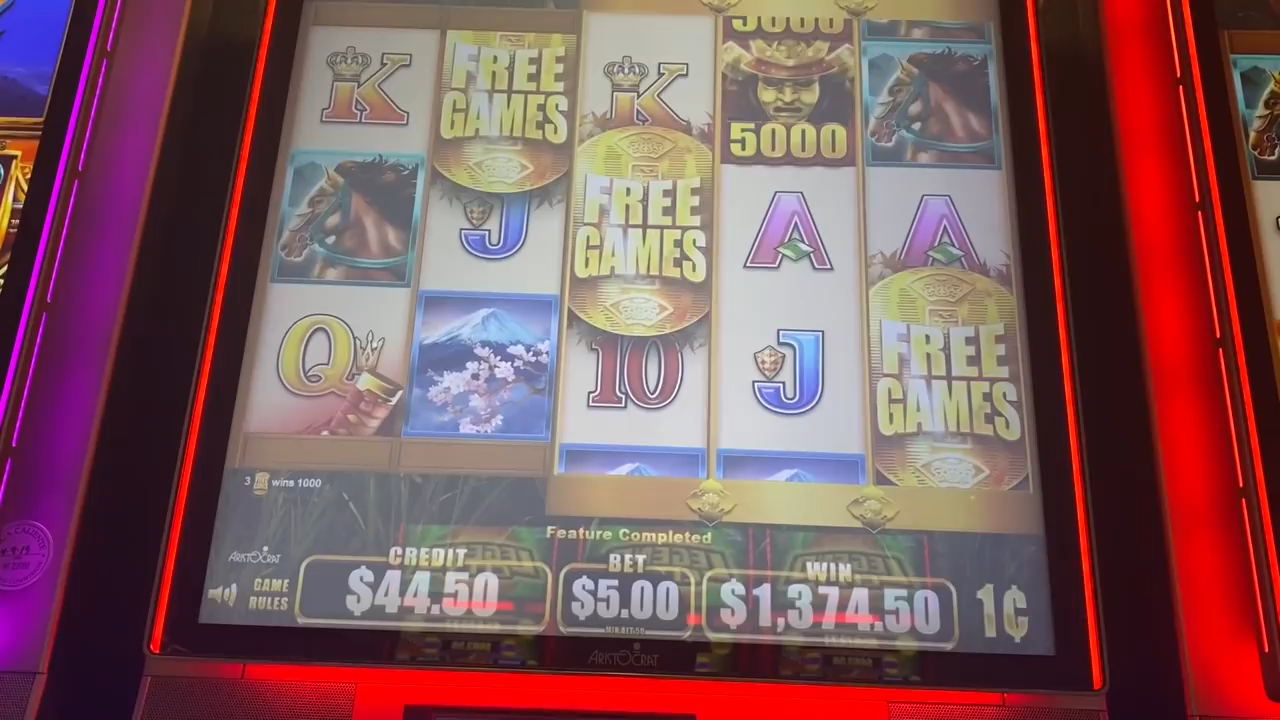 K
FREE
GAMES
K
5000
5000
FREE
GAMES
J
A
A
Q
10
J
FREE
GAMES
3 wins 1000
Feature Completed
ARISTOCRAT
GAME
RULES
CREDIT
$44.50
BET
$5.00
WIN
$1,374.50
1¢
ARISTOCRAT